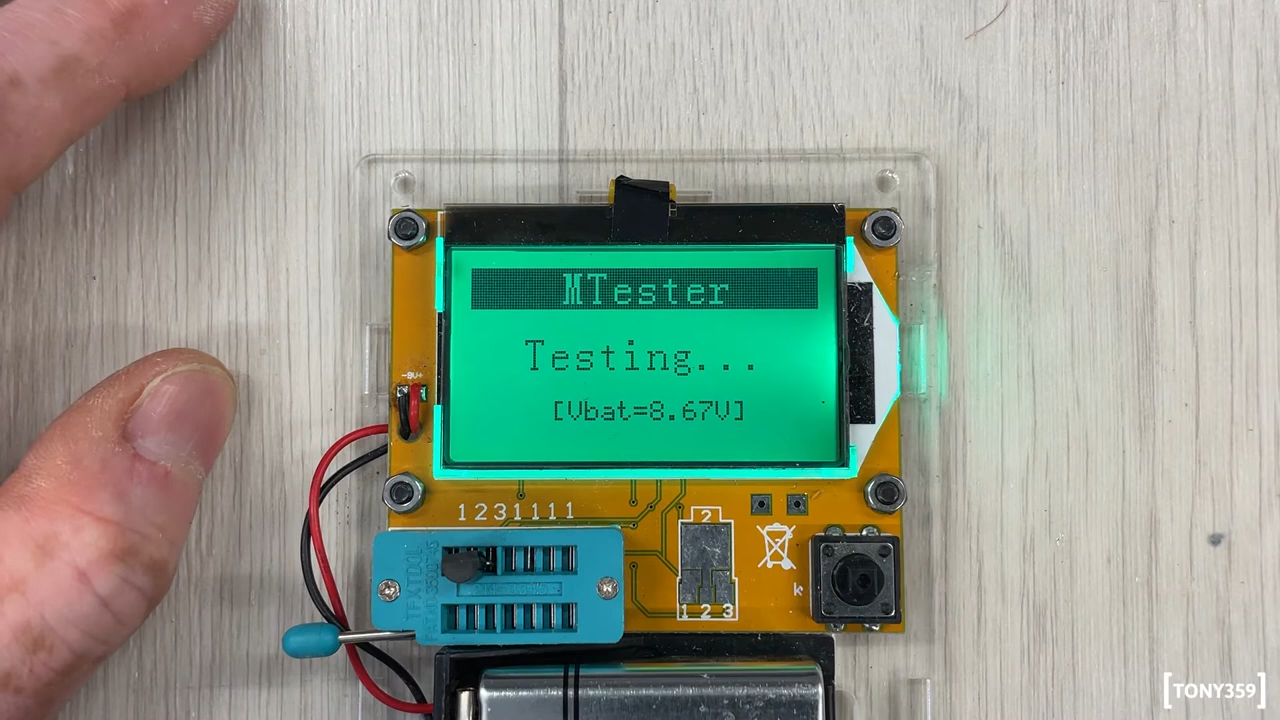 MTester
Testing...
[Vbat=8.67V]
-9V+
1231111
2
1 2 3
k
[TONY359]